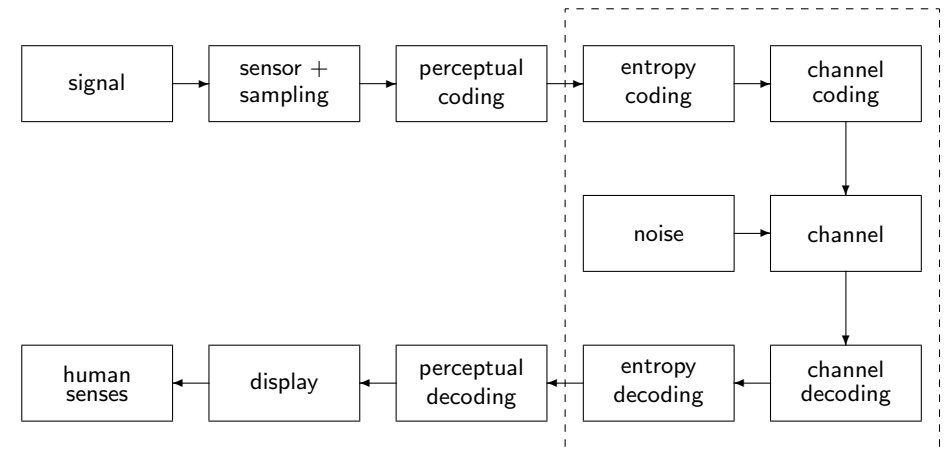 signal
sensor +
sampling
perceptual
coding
entropy
coding
channel
coding
noise
channel
human
senses
display
perceptual
decoding
entropy
decoding
channel
decoding